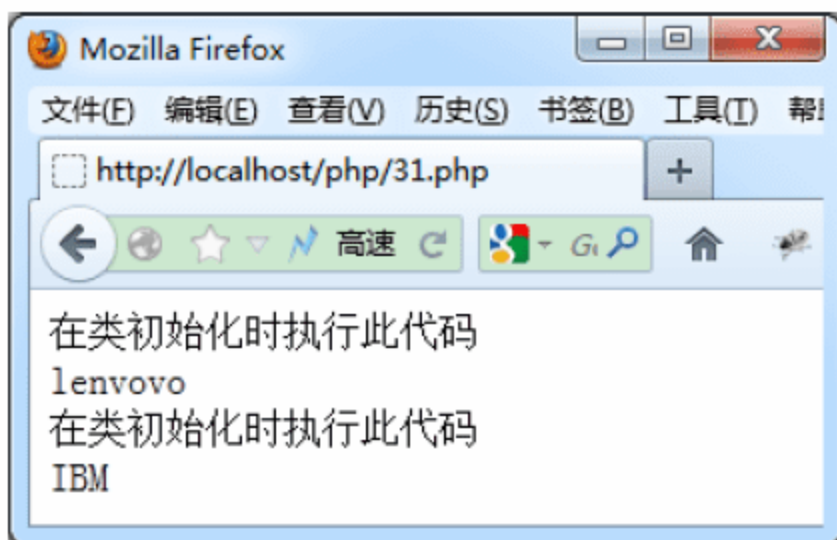 Mozilla Firefox
文件(F) 编辑(E) 查看(V) 历史(S) 书签(B) 工具(T)
http://localhost/php/31.php
高速
在类初始化时执行此代码
lenvovo
在类初始化时执行此代码
IBM